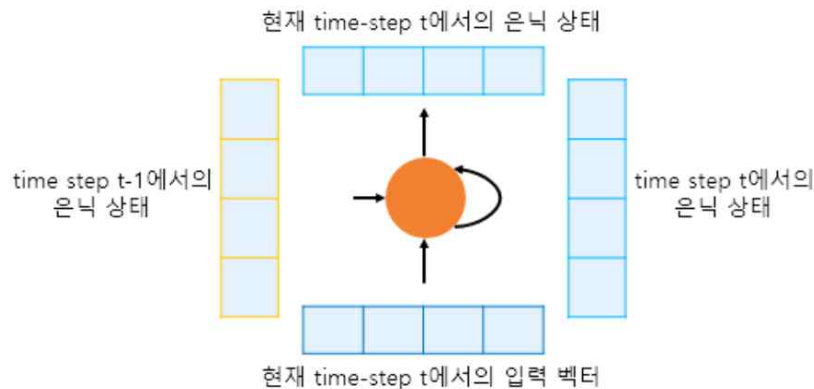 현재 time-step t에서의 은닉 상태
time step t-1에서의
은닉 상태
time step t에서의
은닉 상태
현재 time-step t에서의 입력 벡터